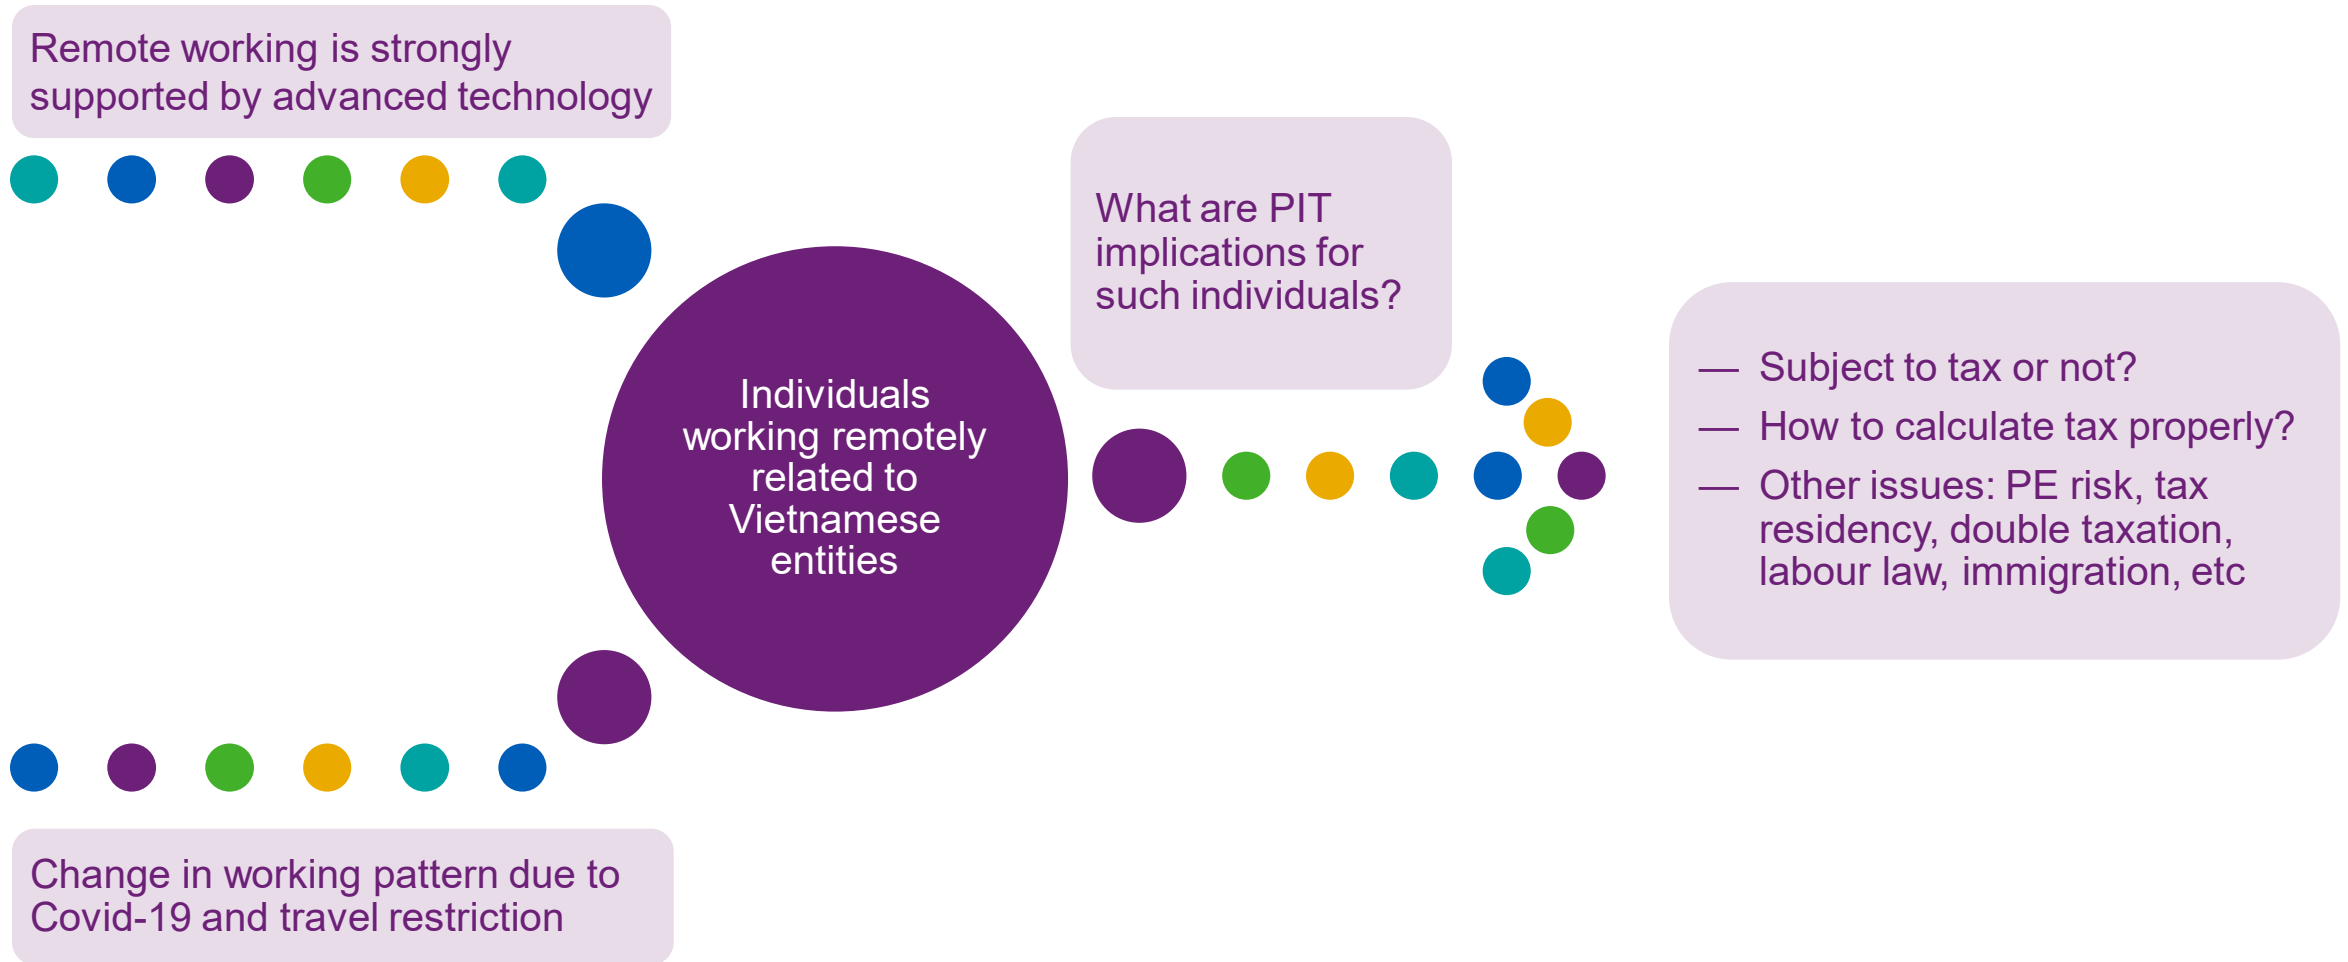 Remote working is strongly
supported by advanced technology
What are PIT
implications for
such individuals?
Individuals
working remotely
related to
Vietnamese
entities
— Subject to tax or not?
— How to calculate tax properly?
— Other issues: PE risk, tax
residency, double taxation,
labour law, immigration, etc
Change in working pattern due to
Covid-19 and travel restriction